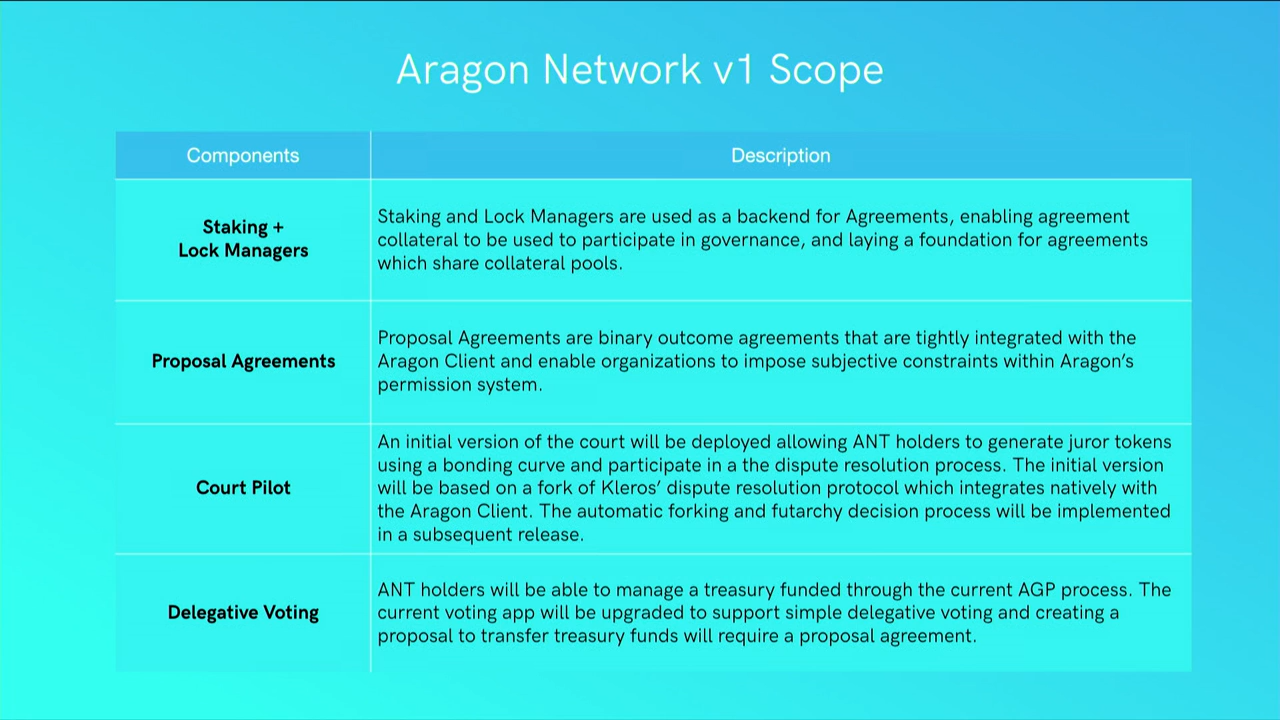 Aragon Network v1 Scope
Components
Description
Staking +
Lock Managers
Staking and Lock Managers are used as a backend for Agreements, enabling agreement
collateral to be used to participate in governance, and laying a foundation for agreements
which share collateral pools.
Proposal Agreements
Proposal Agreements are binary outcome agreements that are tightly integrated with the
Aragon Client and enable organizations to impose subjective constraints within Aragon’s
permission system.
Court Pilot
An initial version of the court will be deployed allowing ANT holders to generate juror tokens
using a bonding curve and participate in a the dispute resolution process. The initial version
will be based on a fork of Kleros’ dispute resolution protocol which integrates natively with
the Aragon Client. The automatic forking and futarchy decision process will be implemented
in a subsequent release.
Delegative Voting
ANT holders will be able to manage a treasury funded through the current AGP process. The
current voting app will be upgraded to support simple delegative voting and creating a
proposal to transfer treasury funds will require a proposal agreement.